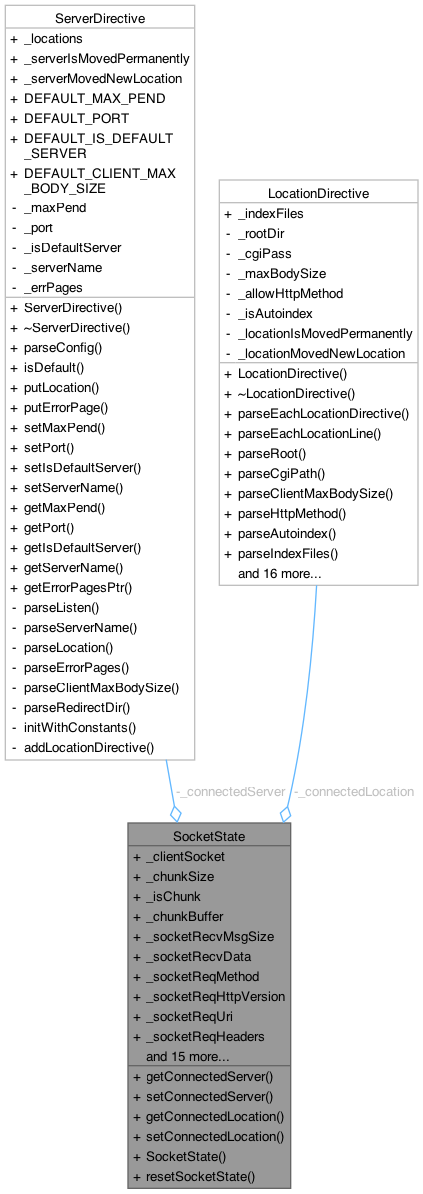 ServerDirective
+ _locations
+ _serverIsMovedPermanently
+ _serverMovedNewLocation
+ DEFAULT_MAX_PEND
+ DEFAULT_PORT
+ DEFAULT_IS_DEFAULT
_SERVER
+ DEFAULT_CLIENT_MAX
_BODY_SIZE
- _maxPend
- _port
- _isDefaultServer
- _serverName
- _errPages
+ ServerDirective()
+ ~ServerDirective()
+ parseConfig()
+ isDefault()
+ putLocation()
+ putErrorPage()
+ setMaxPend()
+ setPort()
+ setIsDefaultServer()
+ setServerName()
+ getMaxPend()
+ getPort()
+ getIsDefaultServer()
+ getServerName()
+ getErrorPagesPtr()
- parseListen()
- parseServerName()
- parseLocation()
- parseErrorPages()
- parseClientMaxBodySize()
- parseRedirectDir()
- initWithConstants()
- addLocationDirective()
LocationDirective
+ _indexFiles
- _rootDir
- _cgiPass
- _maxBodySize
- _allowHttpMethod
- _isAutoindex
- _locationIsMovedPermanently
- _locationMovedNewLocation
+ LocationDirective()
+ ~LocationDirective()
+ parseEachLocationDirective()
+ parseEachLocationLine()
+ parseRoot()
+ parseCgiPath()
+ parseClientMaxBodySize()
+ parseHttpMethod()
+ parseAutoindex()
+ parseIndexFiles()
and 16 more...
-_connectedServer
-_connectedLocation
SocketState
+ _clientSocket
+ _chunkSize
+ _isChunk
+ _chunkBuffer
+ _socketRecvMsgSize
+ _socketRecvData
+ _socketReqMethod
+ _socketReqHttpVersion
+ _socketReqUri
+ _socketReqHeaders
and 15 more...
+ getConnectedServer()
+ setConnectedServer()
+ getConnectedLocation()
+ setConnectedLocation()
+ SocketState()
+ resetSocketState()